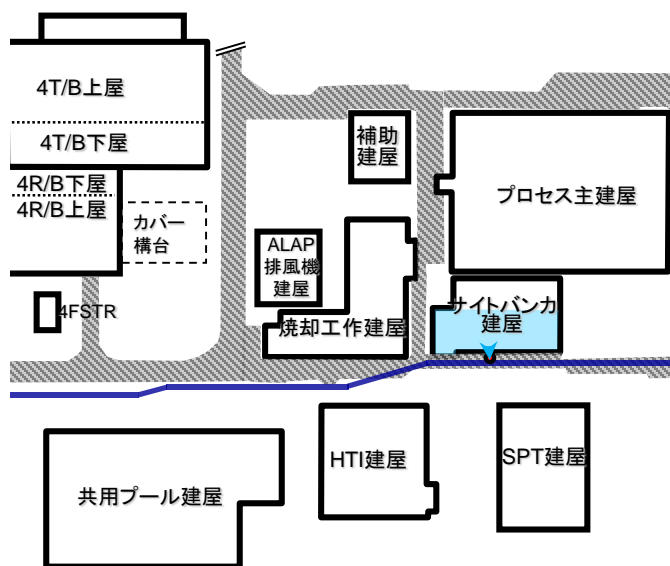 4T/B上屋
4T/B下屋
4R/B下屋
4R/B上屋
カバー
構台
4FSTR
補助
建屋
プロセス主建屋
ALAP
排風機
建屋
焼却工作建屋
サイトバンカ
建屋
共用プール建屋
HTI建屋
SPT建屋